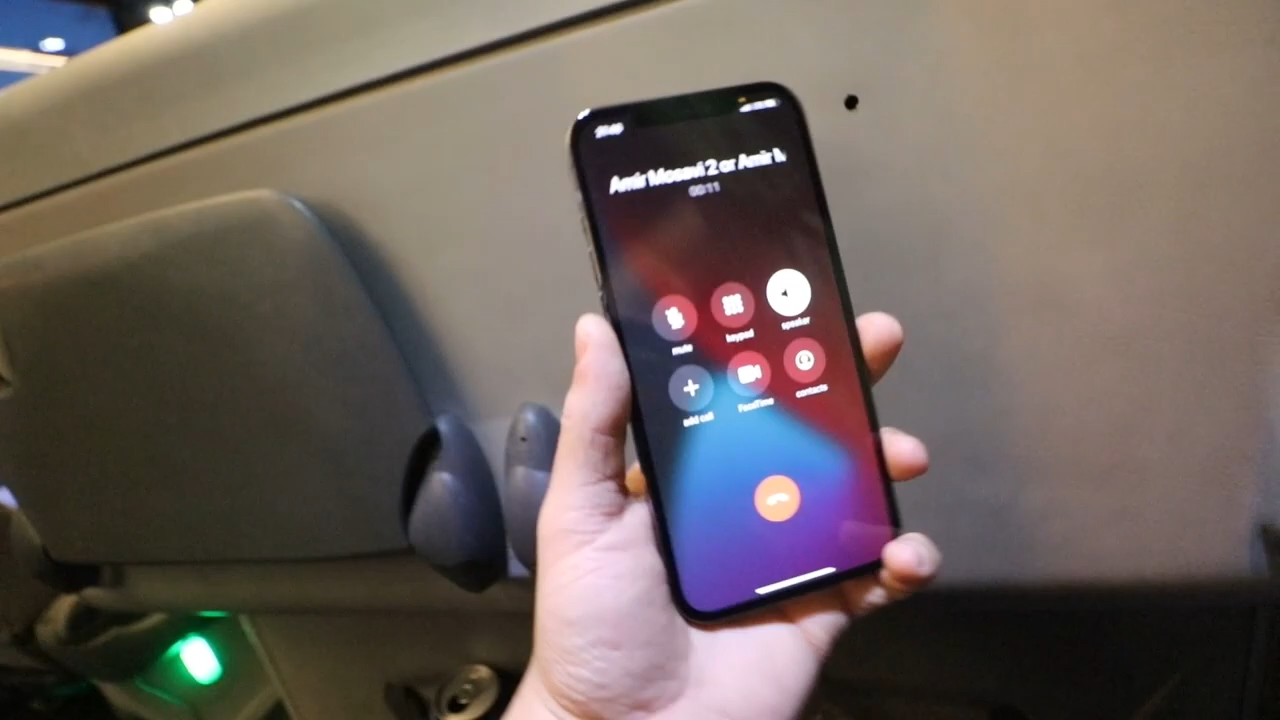 Amir Mosavi 2 or Amir M
00:11
mute
keypad
speaker
add call
FaceTime
contacts